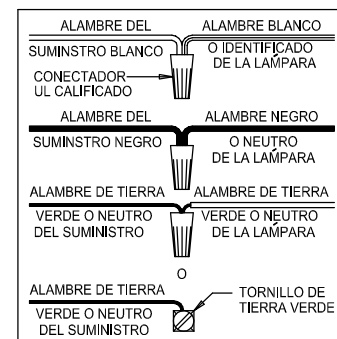 ALAMBRE DEL
SUMINSTRO BLANCO
ALAMBRE BLANCO
O IDENTIFICADO
DE LA LAMPARA
CONECTADOR
UL CALIFICADO
ALAMBRE DEL
SUMINSTRO NEGRO
ALAMBRE NEGRO
O NEUTRO
DE LA LAMPARA
ALAMBRE DE TIERRA
VERDE O NEUTRO
DEL SUMINISTRO
ALAMBRE DE TIERRA
VERDE O NEUTRO
DE LA LAMPARA
O
ALAMBRE DE TIERRA
VERDE O NEUTRO
DEL SUMINISTRO
TORNILLO DE
TIERRA VERDE